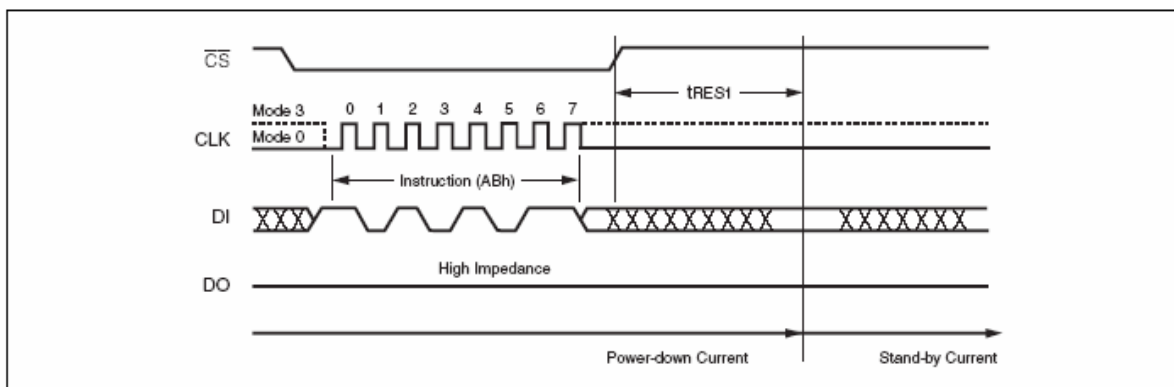 CS
tRES1
Mode 3
0 1 2 3 4 5 6 7
CLK
Mode 0
Instruction (ABh)
DI
High Impedance
DO
Power-down Current
Stand-by Current